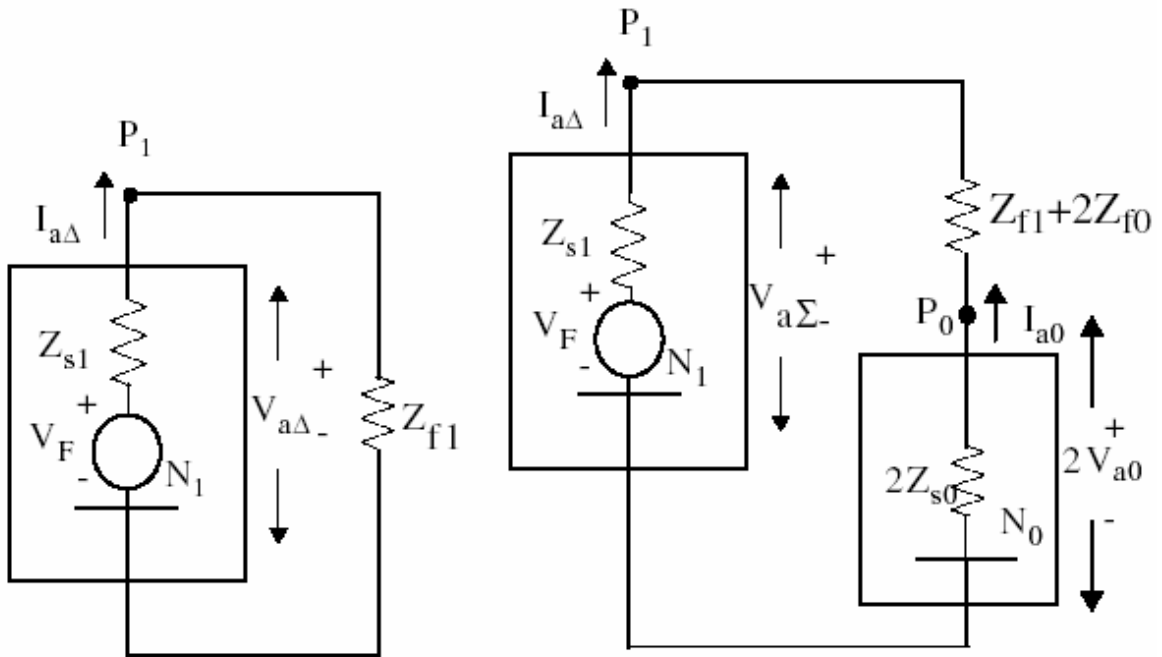 P1
IaΔ
Zs1
+
VF
-
N1
+
VaΔ
-
Zf1
P1
IaΔ
Zs1
+
VF
-
N1
+
VaΣ
-
Zf1+2Zf0
P0
Ia0
2Zs0
N0
+
2Va0
-